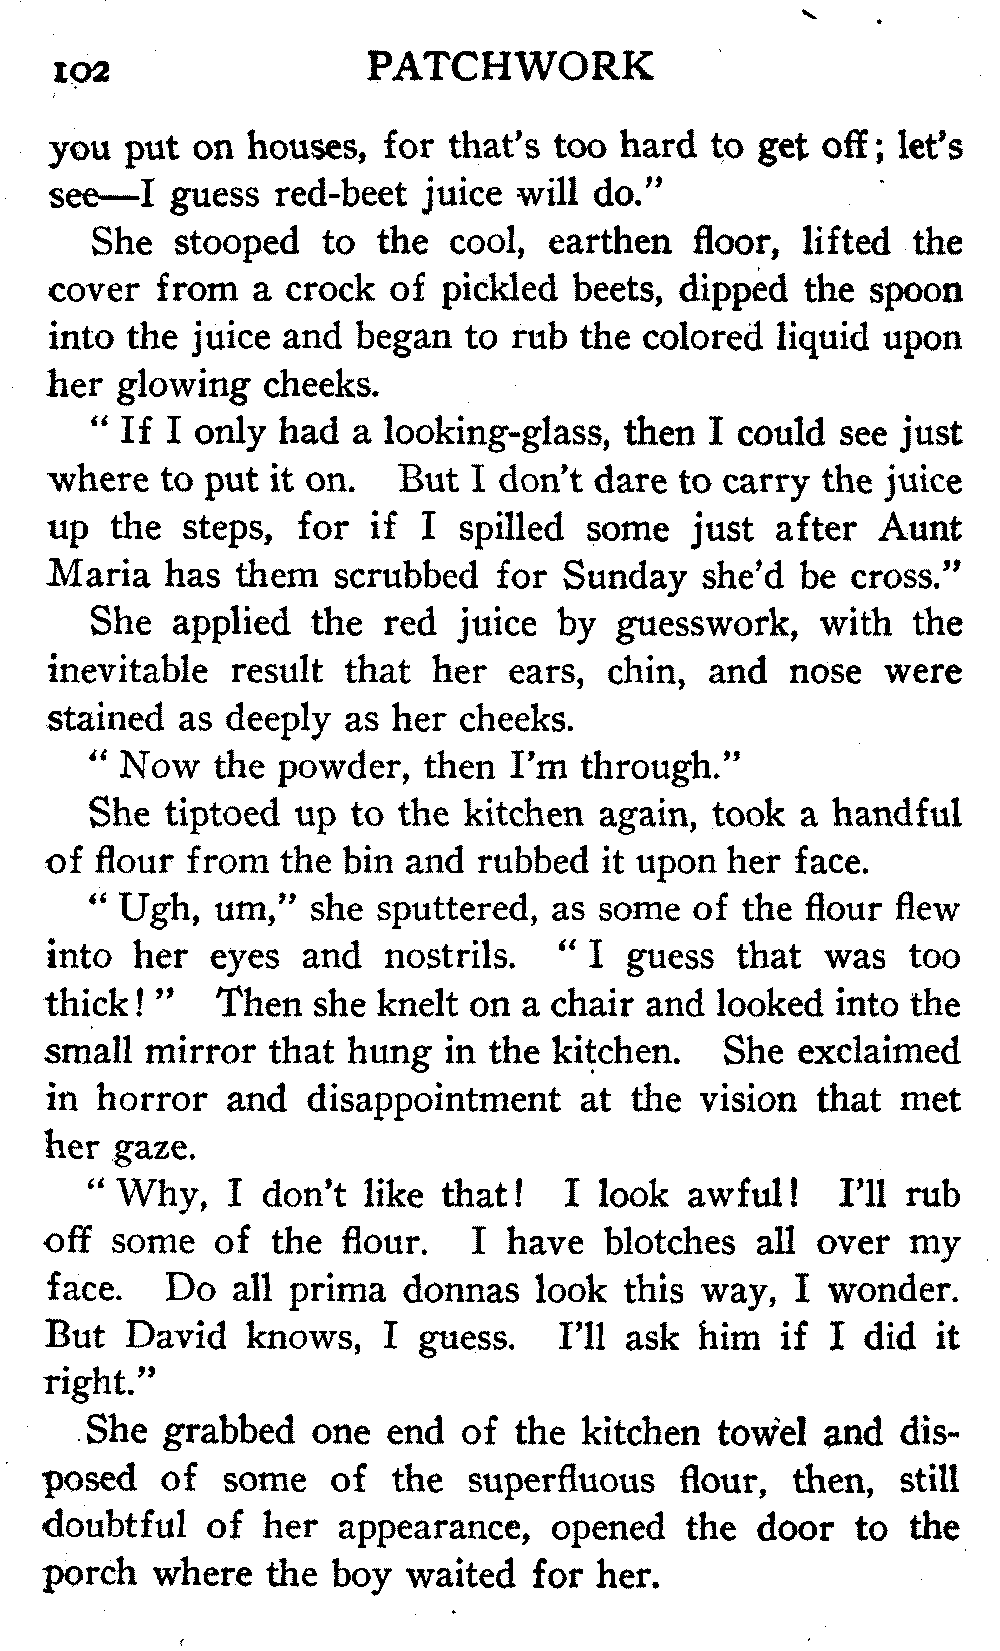 102 PATCHWORK
you put on houses, for that's too hard to get off; let's
see—I guess red-beet juice will do."
She stooped to the cool, earthen floor, lifted the
cover from a crock of pickled beets, dipped the spoon
into the juice and began to rub the colored liquid upon
her glowing cheeks.
" If I only had a looking-glass, then I could see just
where to put it on. But I don't dare to carry the juice
up the steps, for if I spilled some just after Aunt
Maria has them scrubbed for Sunday she'd be cross."
She applied the red juice by guesswork, with the
inevitable result that her ears, chin, and nose were
stained as deeply as her cheeks.
" Now the powder, then I'm through."
She tiptoed up to the kitchen again, took a handful
of flour from the bin and rubbed it upon her face.
" Ugh, um," she sputtered, as some of the flour flew
into her eyes and nostrils. " I guess that was too
thick! " Then she knelt on a chair and looked into the
small mirror that hung in the kitchen. She exclaimed
in horror and disappointment at the vision that met
her gaze.
" Why, I don't like that! I look awful! I'll rub
off some of the flour. I have blotches all over my
face. Do all prima donnas look this way, I wonder.
But David knows, I guess. I'll ask him if I did it
right."
She grabbed one end of the kitchen towel and dis-
posed of some of the superfluous flour, then, still
doubtful of her appearance, opened the door to the
porch where the boy waited for her.